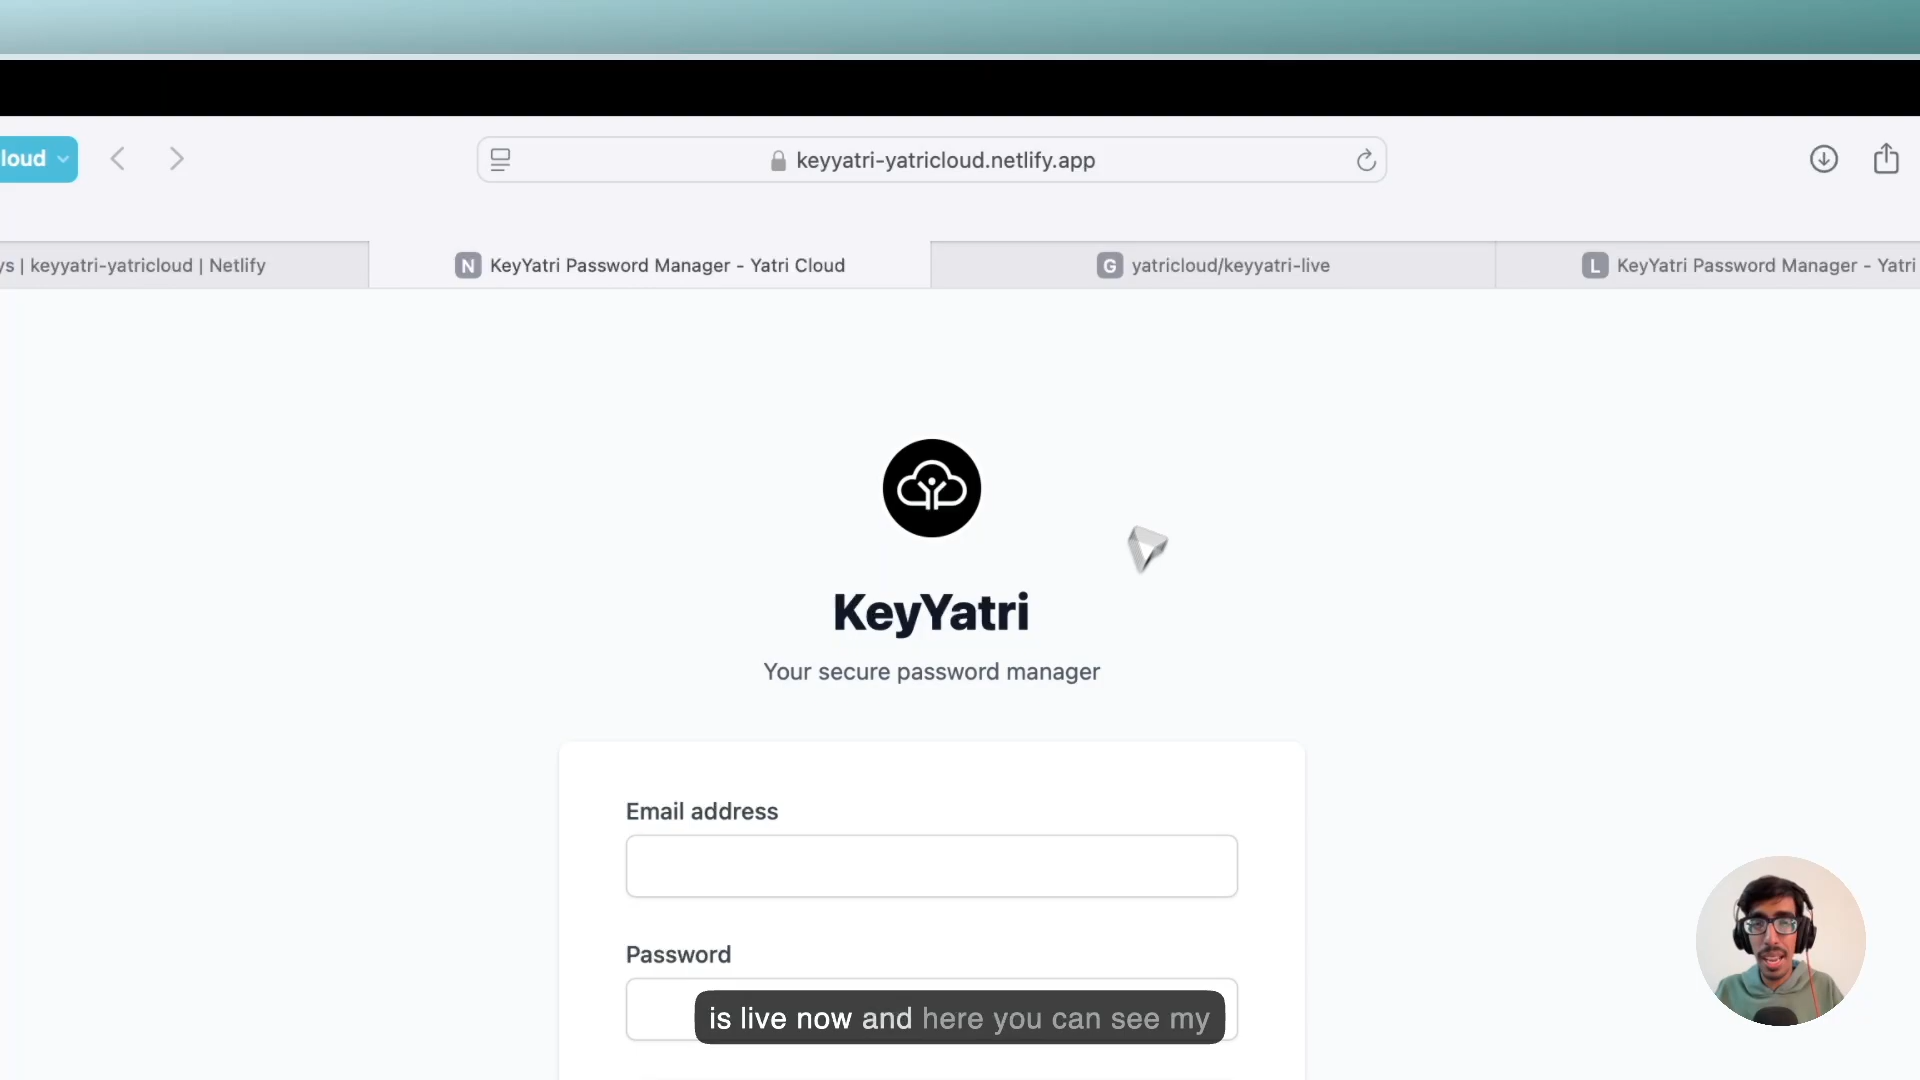 loud
keyyatri-yatricloud.netlify.app
ys | keyyatri-yatricloud | Netlify
N KeyYatri Password Manager - Yatri Cloud
G yatricloud/keyyatri-live
L KeyYatri Password Manager - Yatri
KeyYatri
Your secure password manager
Email address
Password
is live now and here you can see my